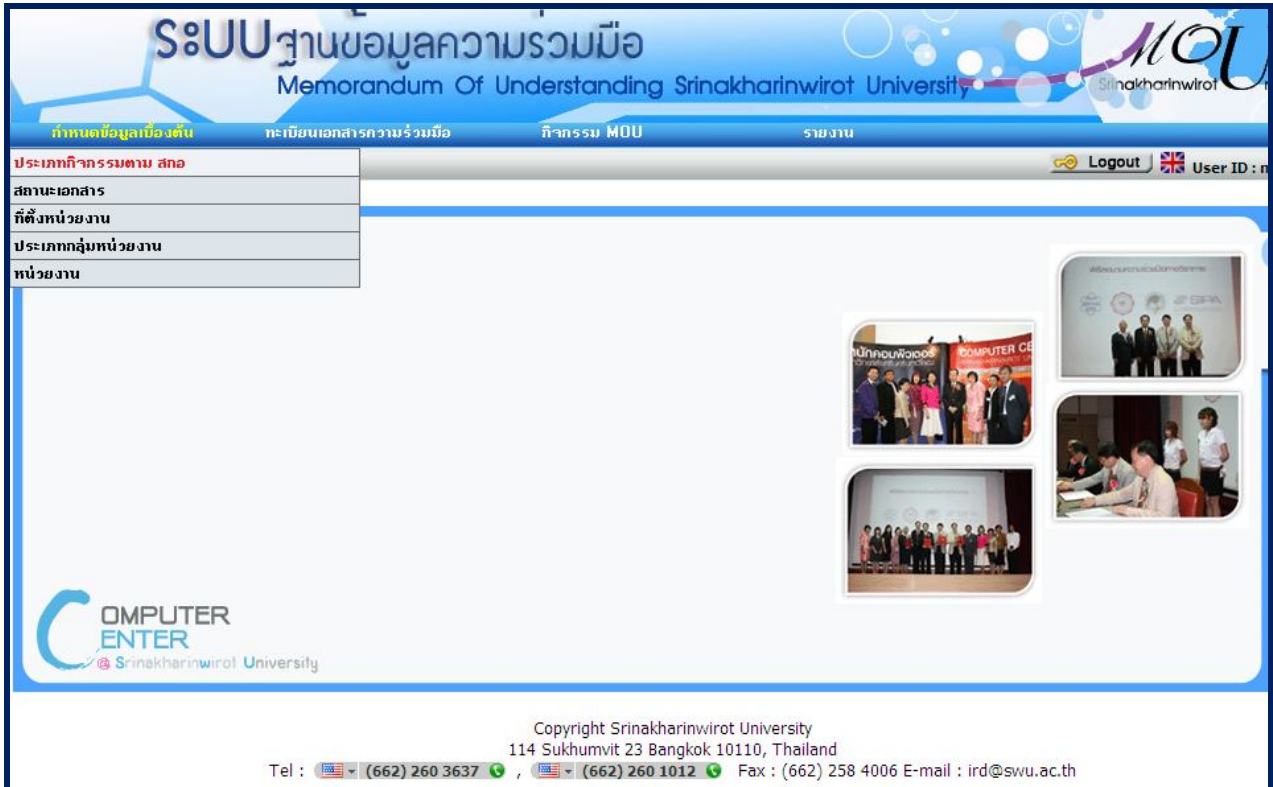 ระบบฐานข้อมูลความร่วมมือ
Memorandum Of Understanding Srinakharinwirot University
MOU
Srinakharinwirot
กำหนดข้อมูลเบื้องต้น ทะเบียนเอกสารความร่วมมือ กิจกรรม MOU รายงาน
ประเภทกิจกรรมตาม สกอ
Logout User ID :
สถานะเอกสาร
ที่ตั้งหน่วยงาน
ประเภทกลุ่มหน่วยงาน
หน่วยงาน
SIPA
COMPUTER CE
COMPUTER
CENTER
@ Srinakharinwirot University
Copyright Srinakharinwirot University
114 Sukhumvit 23 Bangkok 10110, Thailand
Tel : (662) 260 3637 , (662) 260 1012 Fax : (662) 258 4006 E-mail : ird@swu.ac.th